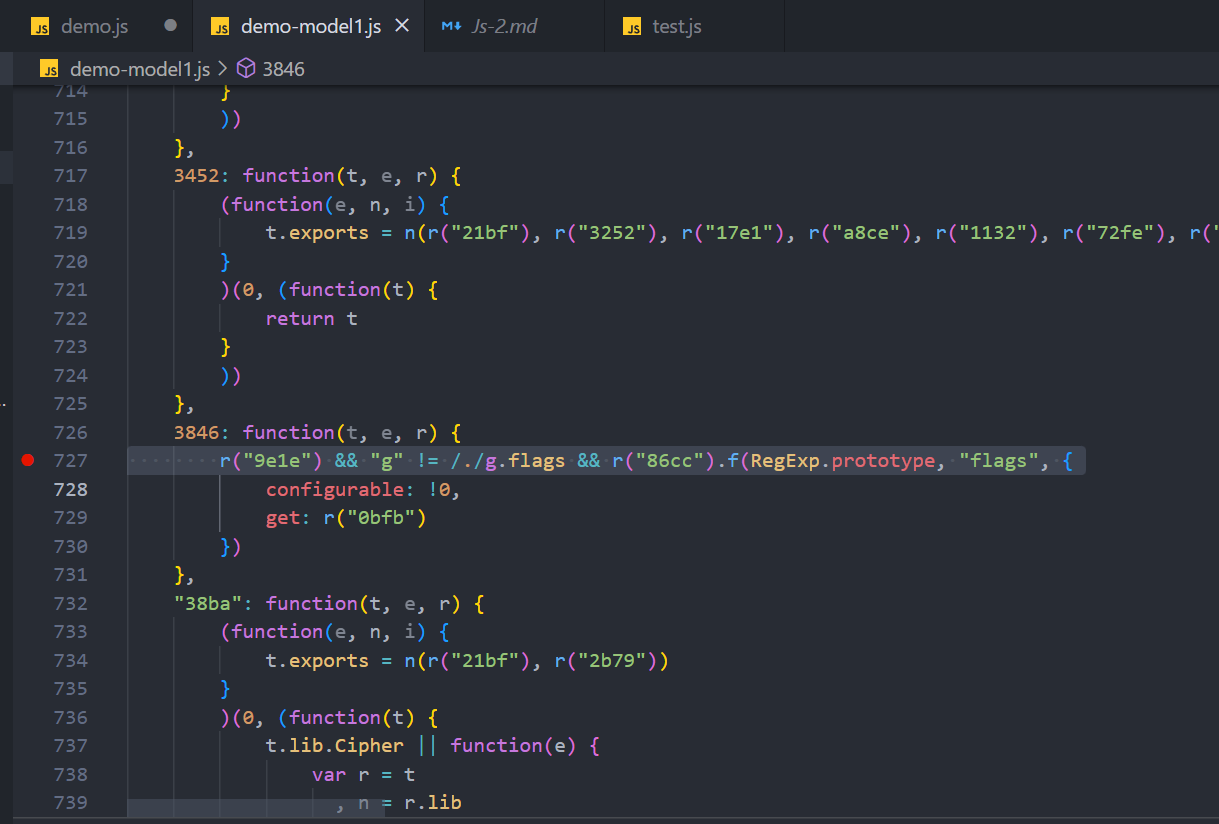 JS demo.js
JS demo-model1.js
Js-2.md
JS test.js
JS demo-model1.js > 3846
714 }
715 ))
716 },
717 3452: function(t, e, r) {
718 (function(e, n, i) {
719 t.exports = n(r("21bf"), r("3252"), r("17e1"), r("a8ce"), r("1132"), r("72fe"), r("
720 }
721 )(0, (function(t) {
722 return t
723 }
724 ))
725 },
726 3846: function(t, e, r) {
727 r("9e1e") && "g" != /./g.flags && r("86cc").f(RegExp.prototype, "flags", {
728 configurable: !0,
729 get: r("0bfb")
730 })
731 },
732 "38ba": function(t, e, r) {
733 (function(e, n, i) {
734 t.exports = n(r("21bf"), r("2b79"))
735 }
736 )(0, (function(t) {
737 t.lib.Cipher || function(e) {
738 var r = t
739 , n = r.lib